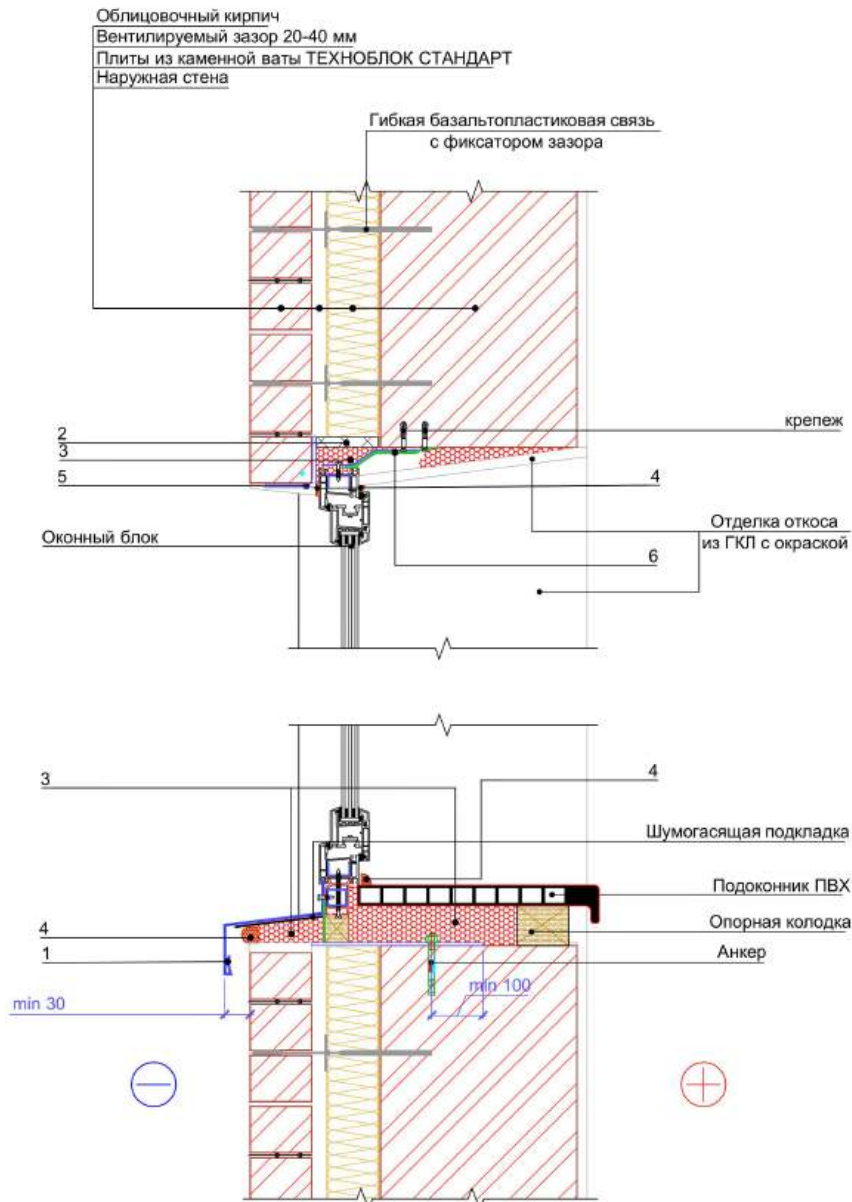 Облицовочный кирпич
Вентилируемый зазор 20-40 мм
Плиты из каменной ваты ТЕХНОБЛОК СТАНДАРТ
Наружная стена
Гибкая базальтопластиковая связь
с фиксатором зазора
крепеж
2
3
5
4
Отделка откоса
из ГКЛ с окраской
Оконный блок
6
3
4
Шумогасящая подкладка
Подоконник ПВХ
Опорная колодка
4
Анкер
1
min 30
min 100